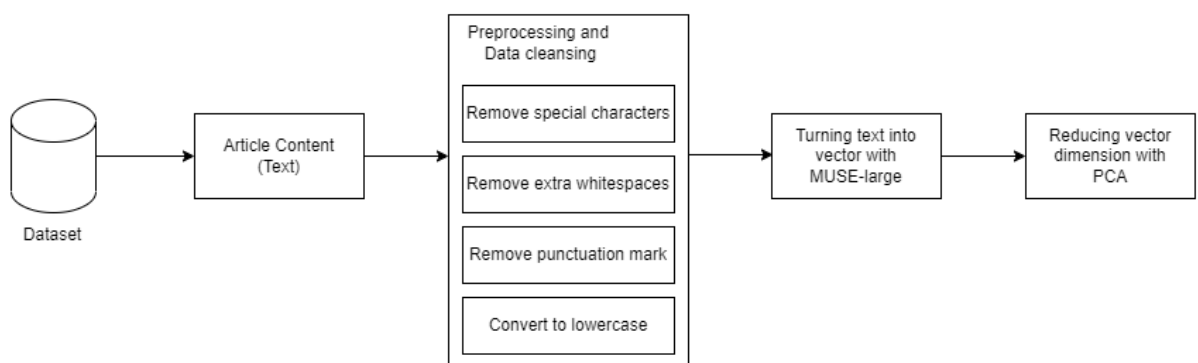 Dataset
Article Content
(Text)
Preprocessing and
Data cleansing
Remove special characters
Remove extra whitespaces
Remove punctuation mark
Convert to lowercase
Turning text into
vector with
MUSE-large
Reducing vector
dimension with
PCA